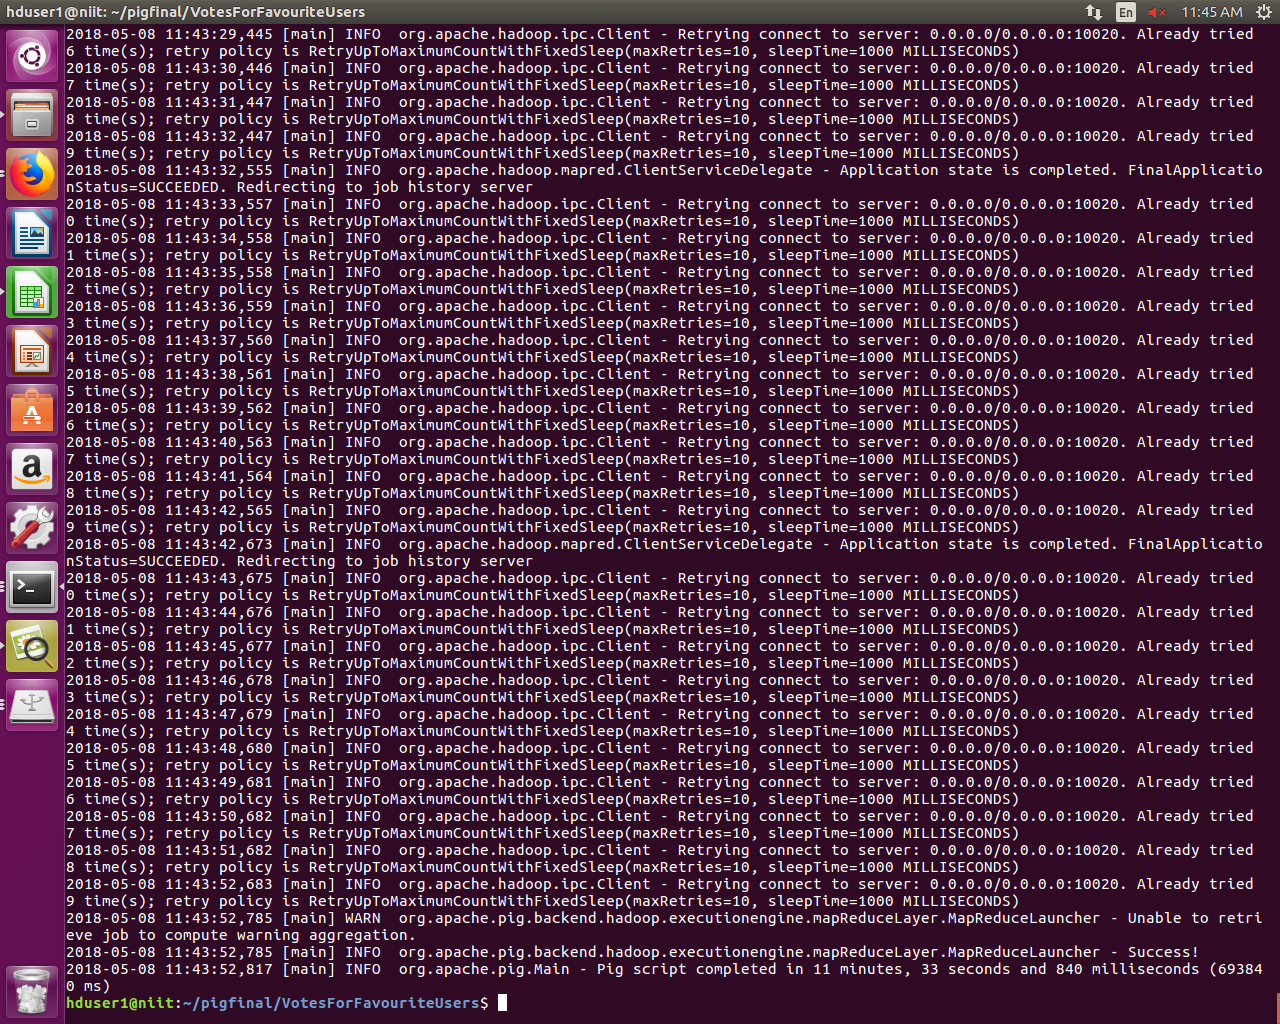 hduser1@niit: ~/pigfinal/VotesForFavouriteUsers
En
11:45 AM
2018-05-08 11:43:29,445 [main] INFO  org.apache.hadoop.ipc.Client - Retrying connect to server: 0.0.0.0/0.0.0.0:10020. Already tried
6 time(s); retry policy is RetryUpToMaximumCountWithFixedSleep(maxRetries=10, sleepTime=1000 MILLISECONDS)
2018-05-08 11:43:30,446 [main] INFO  org.apache.hadoop.ipc.Client - Retrying connect to server: 0.0.0.0/0.0.0.0:10020. Already tried
7 time(s); retry policy is RetryUpToMaximumCountWithFixedSleep(maxRetries=10, sleepTime=1000 MILLISECONDS)
2018-05-08 11:43:31,447 [main] INFO  org.apache.hadoop.ipc.Client - Retrying connect to server: 0.0.0.0/0.0.0.0:10020. Already tried
8 time(s); retry policy is RetryUpToMaximumCountWithFixedSleep(maxRetries=10, sleepTime=1000 MILLISECONDS)
2018-05-08 11:43:32,447 [main] INFO  org.apache.hadoop.ipc.Client - Retrying connect to server: 0.0.0.0/0.0.0.0:10020. Already tried
9 time(s); retry policy is RetryUpToMaximumCountWithFixedSleep(maxRetries=10, sleepTime=1000 MILLISECONDS)
2018-05-08 11:43:32,555 [main] INFO  org.apache.hadoop.mapred.ClientServiceDelegate - Application state is completed. FinalApplicatio
nStatus=SUCCEEDED. Redirecting to job history server
2018-05-08 11:43:33,557 [main] INFO  org.apache.hadoop.ipc.Client - Retrying connect to server: 0.0.0.0/0.0.0.0:10020. Already tried
0 time(s); retry policy is RetryUpToMaximumCountWithFixedSleep(maxRetries=10, sleepTime=1000 MILLISECONDS)
2018-05-08 11:43:34,558 [main] INFO  org.apache.hadoop.ipc.Client - Retrying connect to server: 0.0.0.0/0.0.0.0:10020. Already tried
1 time(s); retry policy is RetryUpToMaximumCountWithFixedSleep(maxRetries=10, sleepTime=1000 MILLISECONDS)
2018-05-08 11:43:35,558 [main] INFO  org.apache.hadoop.ipc.Client - Retrying connect to server: 0.0.0.0/0.0.0.0:10020. Already tried
2 time(s); retry policy is RetryUpToMaximumCountWithFixedSleep(maxRetries=10, sleepTime=1000 MILLISECONDS)
2018-05-08 11:43:36,559 [main] INFO  org.apache.hadoop.ipc.Client - Retrying connect to server: 0.0.0.0/0.0.0.0:10020. Already tried
3 time(s); retry policy is RetryUpToMaximumCountWithFixedSleep(maxRetries=10, sleepTime=1000 MILLISECONDS)
2018-05-08 11:43:37,560 [main] INFO  org.apache.hadoop.ipc.Client - Retrying connect to server: 0.0.0.0/0.0.0.0:10020. Already tried
4 time(s); retry policy is RetryUpToMaximumCountWithFixedSleep(maxRetries=10, sleepTime=1000 MILLISECONDS)
2018-05-08 11:43:38,561 [main] INFO  org.apache.hadoop.ipc.Client - Retrying connect to server: 0.0.0.0/0.0.0.0:10020. Already tried
5 time(s); retry policy is RetryUpToMaximumCountWithFixedSleep(maxRetries=10, sleepTime=1000 MILLISECONDS)
2018-05-08 11:43:39,562 [main] INFO  org.apache.hadoop.ipc.Client - Retrying connect to server: 0.0.0.0/0.0.0.0:10020. Already tried
6 time(s); retry policy is RetryUpToMaximumCountWithFixedSleep(maxRetries=10, sleepTime=1000 MILLISECONDS)
2018-05-08 11:43:40,563 [main] INFO  org.apache.hadoop.ipc.Client - Retrying connect to server: 0.0.0.0/0.0.0.0:10020. Already tried
7 time(s); retry policy is RetryUpToMaximumCountWithFixedSleep(maxRetries=10, sleepTime=1000 MILLISECONDS)
2018-05-08 11:43:41,564 [main] INFO  org.apache.hadoop.ipc.Client - Retrying connect to server: 0.0.0.0/0.0.0.0:10020. Already tried
8 time(s); retry policy is RetryUpToMaximumCountWithFixedSleep(maxRetries=10, sleepTime=1000 MILLISECONDS)
2018-05-08 11:43:42,565 [main] INFO  org.apache.hadoop.ipc.Client - Retrying connect to server: 0.0.0.0/0.0.0.0:10020. Already tried
9 time(s); retry policy is RetryUpToMaximumCountWithFixedSleep(maxRetries=10, sleepTime=1000 MILLISECONDS)
2018-05-08 11:43:42,673 [main] INFO  org.apache.hadoop.mapred.ClientServiceDelegate - Application state is completed. FinalApplicatio
nStatus=SUCCEEDED. Redirecting to job history server
2018-05-08 11:43:43,675 [main] INFO  org.apache.hadoop.ipc.Client - Retrying connect to server: 0.0.0.0/0.0.0.0:10020. Already tried
0 time(s); retry policy is RetryUpToMaximumCountWithFixedSleep(maxRetries=10, sleepTime=1000 MILLISECONDS)
2018-05-08 11:43:44,676 [main] INFO  org.apache.hadoop.ipc.Client - Retrying connect to server: 0.0.0.0/0.0.0.0:10020. Already tried
1 time(s); retry policy is RetryUpToMaximumCountWithFixedSleep(maxRetries=10, sleepTime=1000 MILLISECONDS)
2018-05-08 11:43:45,677 [main] INFO  org.apache.hadoop.ipc.Client - Retrying connect to server: 0.0.0.0/0.0.0.0:10020. Already tried
2 time(s); retry policy is RetryUpToMaximumCountWithFixedSleep(maxRetries=10, sleepTime=1000 MILLISECONDS)
2018-05-08 11:43:46,678 [main] INFO  org.apache.hadoop.ipc.Client - Retrying connect to server: 0.0.0.0/0.0.0.0:10020. Already tried
3 time(s); retry policy is RetryUpToMaximumCountWithFixedSleep(maxRetries=10, sleepTime=1000 MILLISECONDS)
2018-05-08 11:43:47,679 [main] INFO  org.apache.hadoop.ipc.Client - Retrying connect to server: 0.0.0.0/0.0.0.0:10020. Already tried
4 time(s); retry policy is RetryUpToMaximumCountWithFixedSleep(maxRetries=10, sleepTime=1000 MILLISECONDS)
2018-05-08 11:43:48,680 [main] INFO  org.apache.hadoop.ipc.Client - Retrying connect to server: 0.0.0.0/0.0.0.0:10020. Already tried
5 time(s); retry policy is RetryUpToMaximumCountWithFixedSleep(maxRetries=10, sleepTime=1000 MILLISECONDS)
2018-05-08 11:43:49,681 [main] INFO  org.apache.hadoop.ipc.Client - Retrying connect to server: 0.0.0.0/0.0.0.0:10020. Already tried
6 time(s); retry policy is RetryUpToMaximumCountWithFixedSleep(maxRetries=10, sleepTime=1000 MILLISECONDS)
2018-05-08 11:43:50,682 [main] INFO  org.apache.hadoop.ipc.Client - Retrying connect to server: 0.0.0.0/0.0.0.0:10020. Already tried
7 time(s); retry policy is RetryUpToMaximumCountWithFixedSleep(maxRetries=10, sleepTime=1000 MILLISECONDS)
2018-05-08 11:43:51,682 [main] INFO  org.apache.hadoop.ipc.Client - Retrying connect to server: 0.0.0.0/0.0.0.0:10020. Already tried
8 time(s); retry policy is RetryUpToMaximumCountWithFixedSleep(maxRetries=10, sleepTime=1000 MILLISECONDS)
2018-05-08 11:43:52,683 [main] INFO  org.apache.hadoop.ipc.Client - Retrying connect to server: 0.0.0.0/0.0.0.0:10020. Already tried
9 time(s); retry policy is RetryUpToMaximumCountWithFixedSleep(maxRetries=10, sleepTime=1000 MILLISECONDS)
2018-05-08 11:43:52,785 [main] WARN  org.apache.pig.backend.hadoop.executionengine.mapReduceLayer.MapReduceLauncher - Unable to retri
eve job to compute warning aggregation.
2018-05-08 11:43:52,785 [main] INFO  org.apache.pig.backend.hadoop.executionengine.mapReduceLayer.MapReduceLauncher - Success!
2018-05-08 11:43:52,817 [main] INFO  org.apache.pig.Main - Pig script completed in 11 minutes, 33 seconds and 840 milliseconds (69384
0 ms)
hduser1@niit:~/pigfinal/VotesForFavouriteUsers$